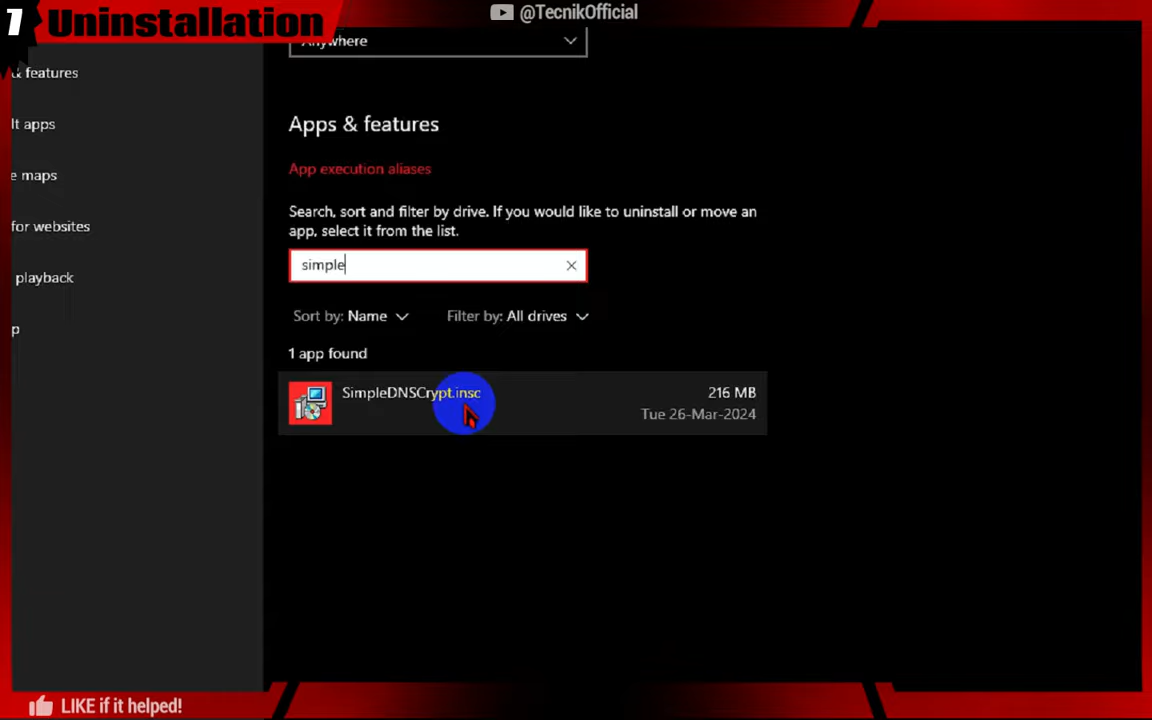 1 Uninstallation
@TecnikOfficial
Anywhere
& features
lt apps
e maps
for websites
playback
p
Apps & features
App execution aliases
Search, sort and filter by drive. If you would like to uninstall or move an
app, select it from the list.
simple
Sort by: Name
Filter by: All drives
1 app found
SimpleDNSCrypt.insc
216 MB
Tue 26-Mar-2024
LIKE if it helped!